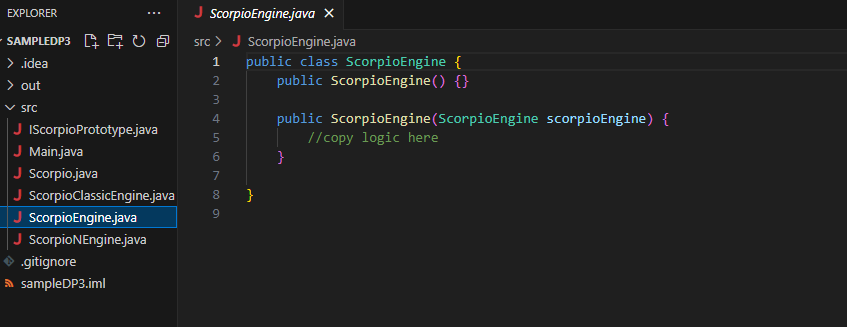 EXPLORER
···
SAMPLEDP3
.idea
out
src
J IScorpioPrototype.java
J Main.java
J Scorpio.java
J ScorpioClassicEngine.java
J ScorpioEngine.java
J ScorpioNEngine.java
.gitignore
sampleDP3.iml
J ScorpioEngine.java
src > J ScorpioEngine.java
1 public class ScorpioEngine {
2     public ScorpioEngine() {}
3
4     public ScorpioEngine(ScorpioEngine scorpioEngine) {
5         //copy logic here
6     }
7
8 }
9